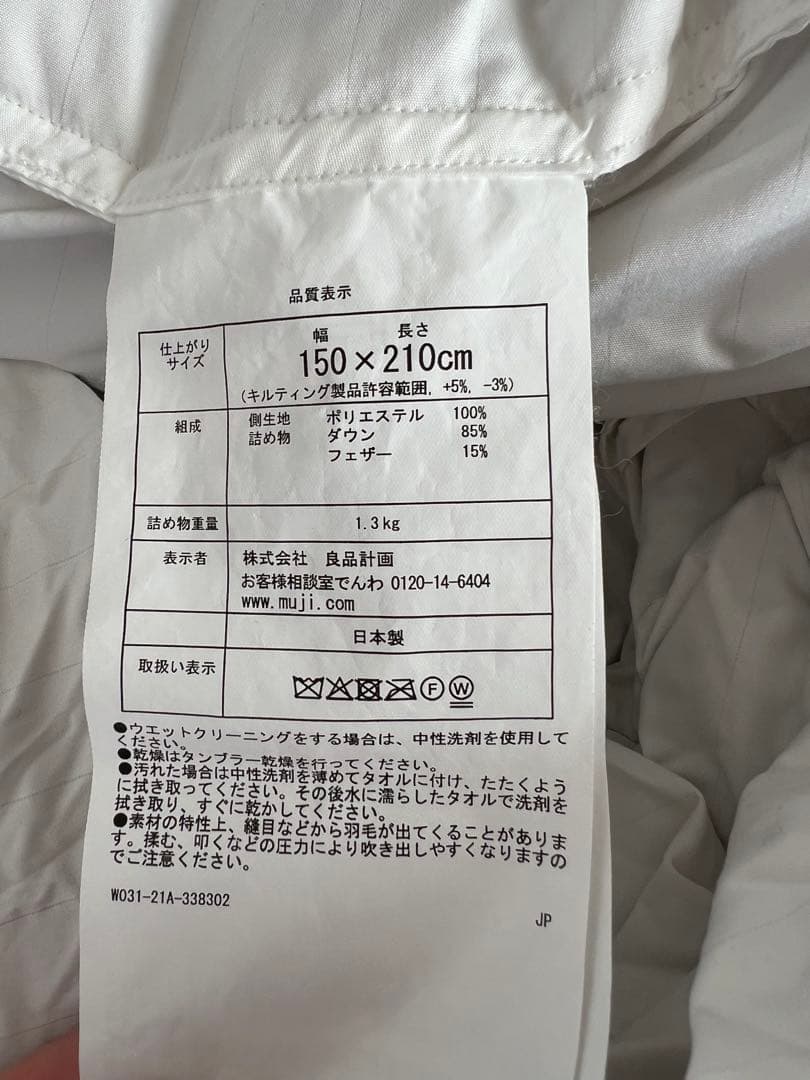 品質表示
仕上がり
サイズ
幅 長さ
150×210cm
(キルティング製品許容範囲, +5%, -3%)
組成
側生地 ポリエステル 100%
詰め物 ダウン 85%
フェザー 15%
詰め物重量 1.3kg
表示者 株式会社 良品計画
お客様相談室でんわ 0120-14-6404
www.muji.com
日本製
取扱い表示
F W
●ウエットクリーニングをする場合は、中性洗剤を使用して
ください。
●乾燥はタンブラー乾燥を行ってください。
●汚れた場合は中性洗剤を薄めてタオルに付け、たたくよう
に拭き取ってください。その後水に濡らしたタオルで洗剤を
拭き取り、すぐに乾かしてください。
●素材の特性上、縫目などから羽毛が出てくることがありま
す。揉む、叩くなどの圧力により吹き出しやすくなりますの
でご注意ください。
W031-21A-338302
JP